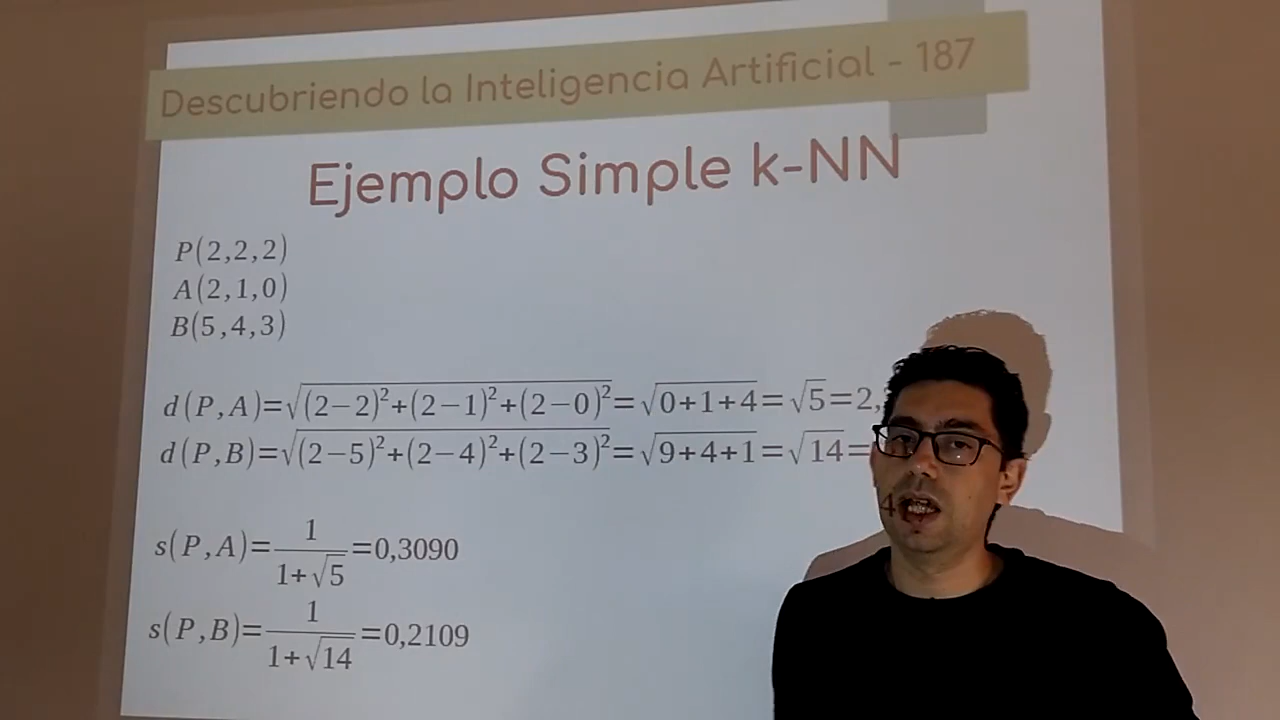 Descubriendo la Inteligencia Artificial - 187
Ejemplo Simple k-NN
P(2,2,2)
A(2,1,0)
B(5,4,3)
d(P,A)=√(2−2)²+(2−1)²+(2−0)²=√0+1+4=√5=2,
d(P,B)=√(2−5)²+(2−4)²+(2−3)²=√9+4+1=√14=
s(P,A)=1/(1+√5)=0,3090
s(P,B)=1/(1+√14)=0,2109